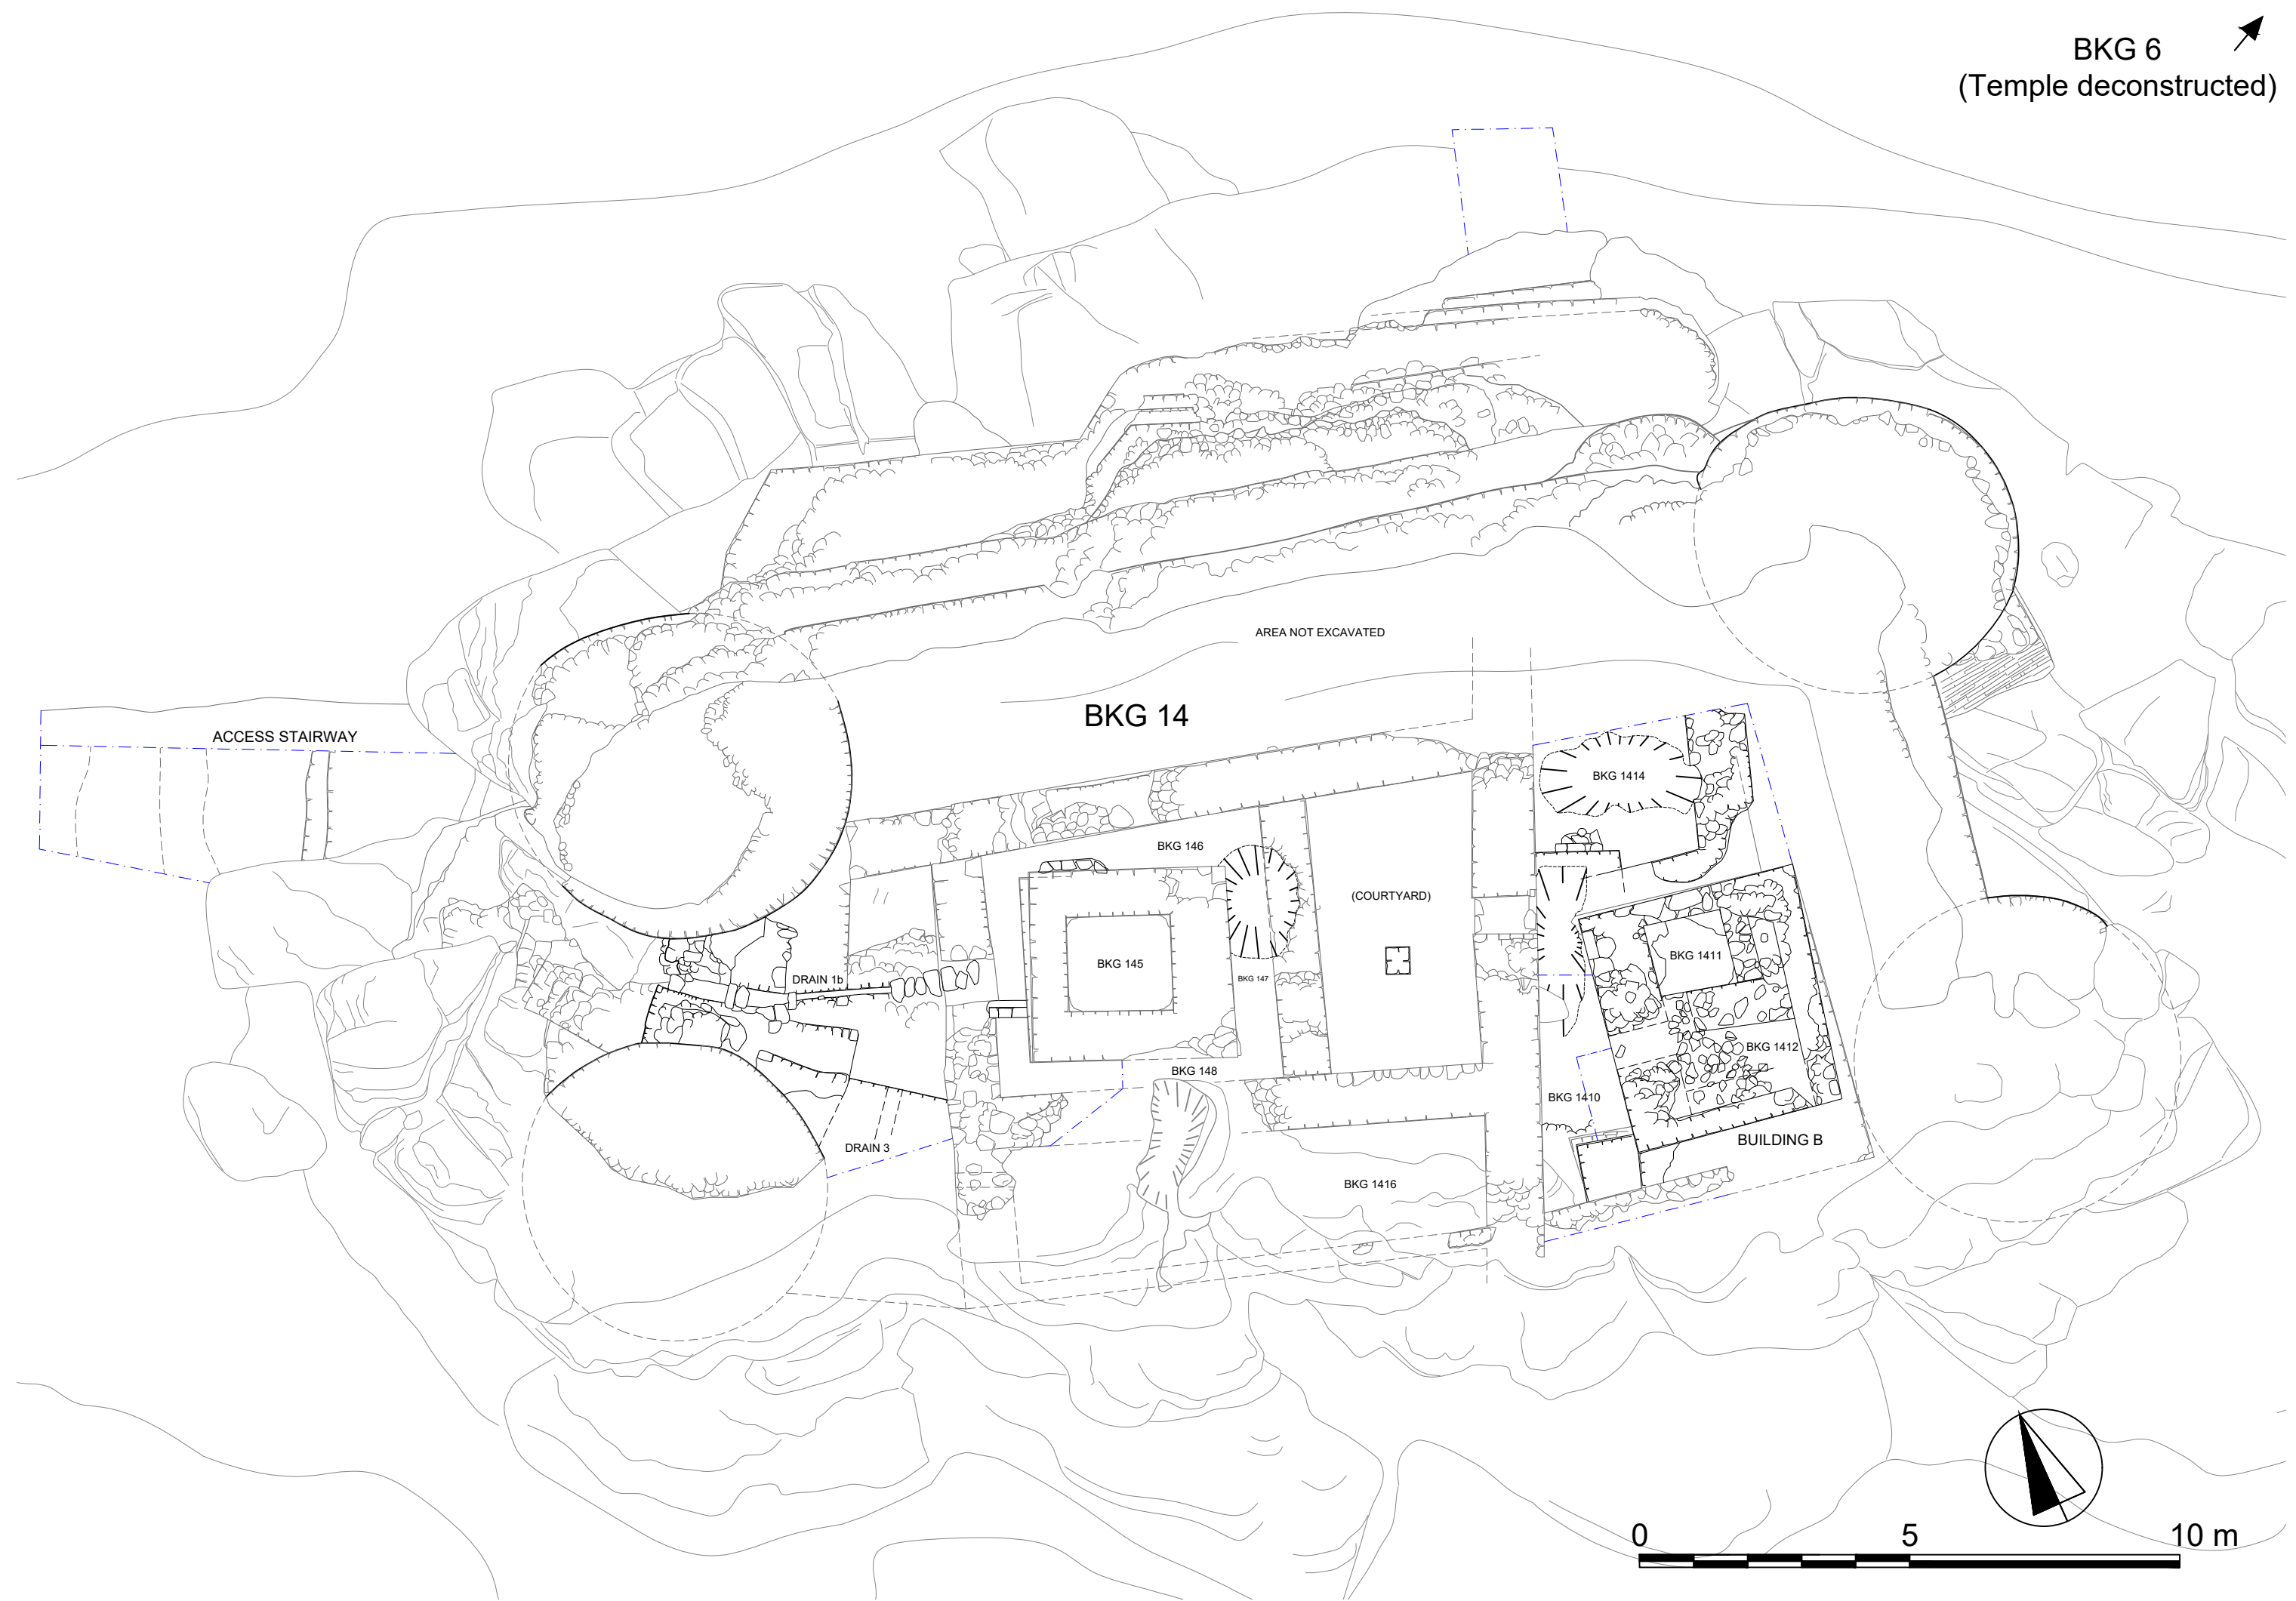 BKG 6
(Temple deconstructed)
AREA NOT EXCAVATED
BKG 14
ACCESS STAIRWAY
BKG 1414
BKG 146
(COURTYARD)
BKG 145
BKG 1411
DRAIN 1b
BKG 147
BKG 1412
BKG 148
BKG 1410
BUILDING B
DRAIN 3
BKG 1416
0 5 10 m